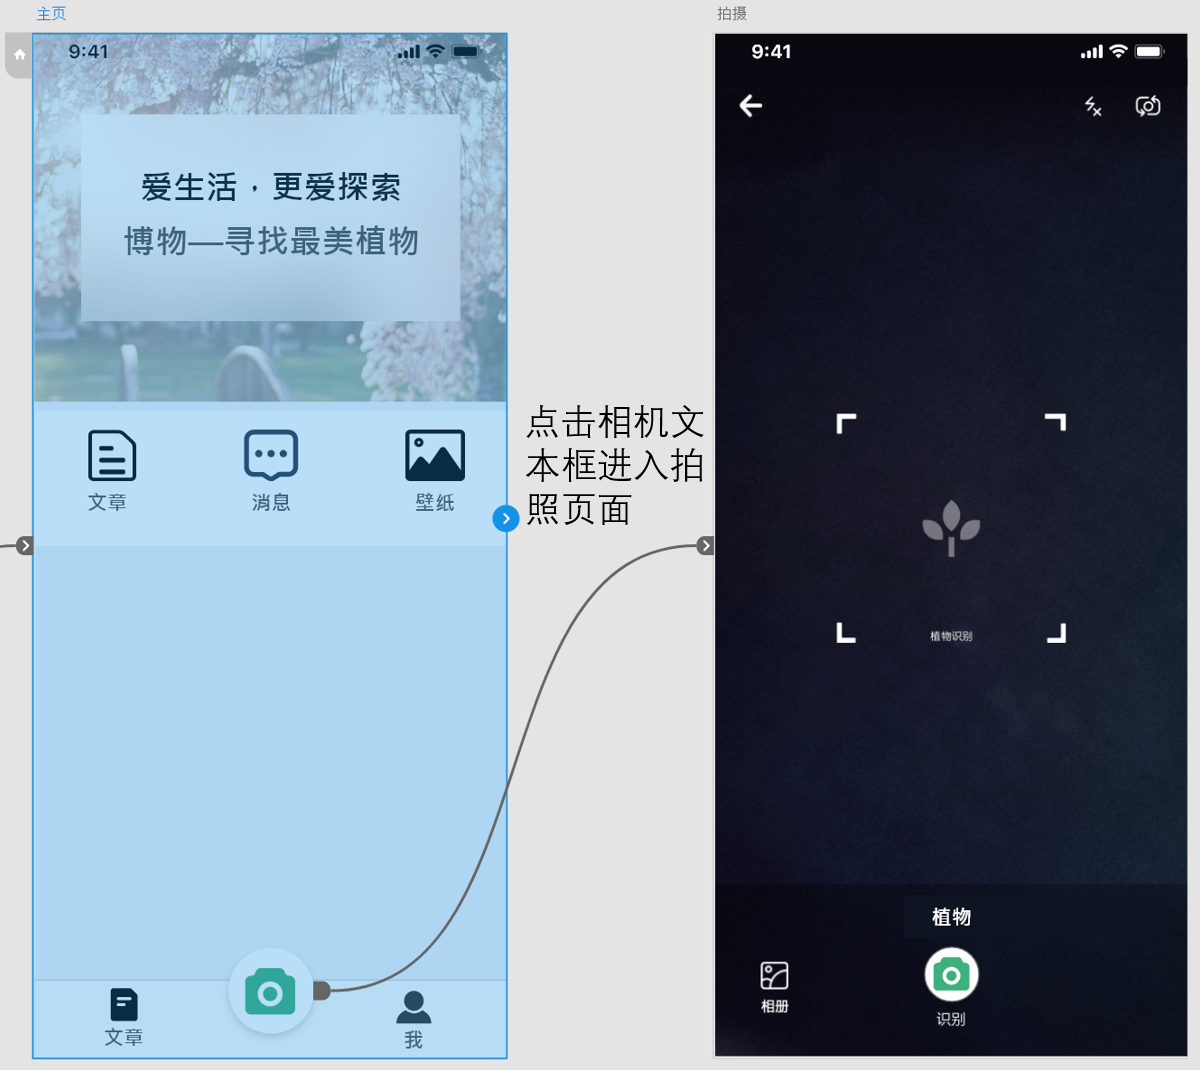 主页
9:41
爱生活，更爱探索
博物—寻找最美植物
文章
消息
壁纸
文章
我
点击相机文
本框进入拍
照页面
拍摄
9:41
植物识别
植物
相册
识别